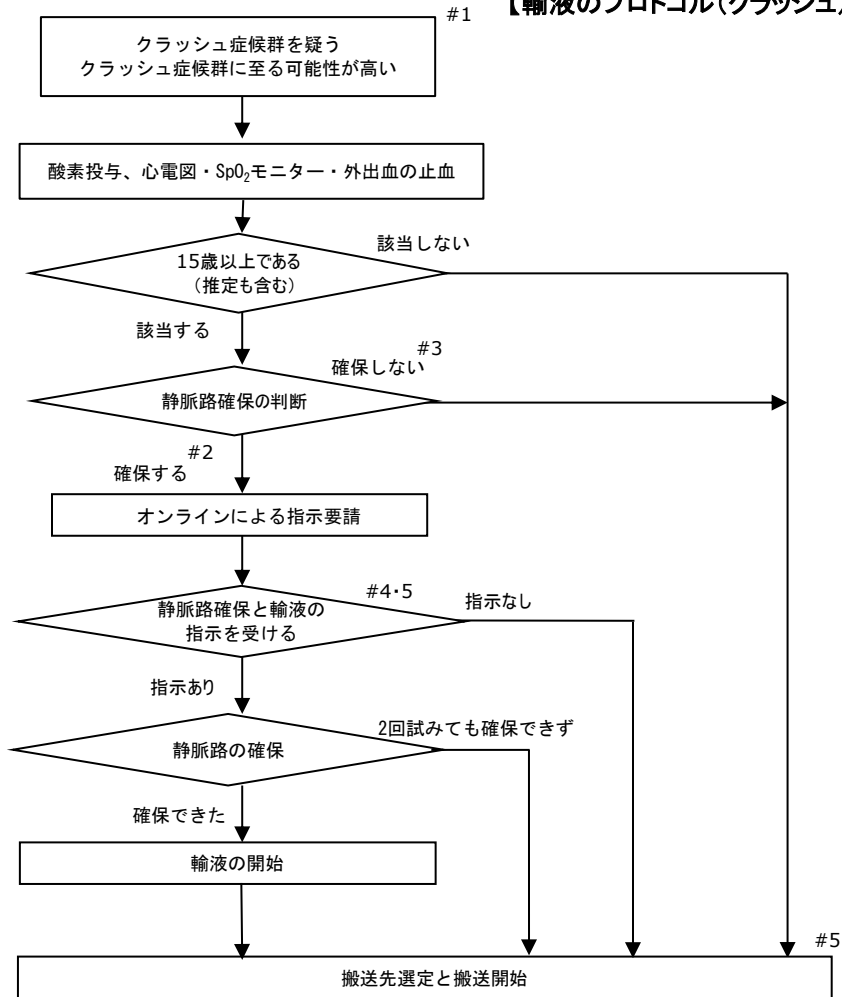 #1
【輸液のプロトコル（クラッシュ）
クラッシュ症候群を疑う
クラッシュ症候群に至る可能性が高い
酸素投与、心電図・SpO₂モニター・外出血の止血
15歳以上である
（推定も含む）
該当しない
該当する
#3
確保しない
静脈路確保の判断
#2
確保する
オンラインによる指示要請
#4・5
静脈路確保と輸液の
指示を受ける
指示なし
指示あり
2回試みても確保できず
静脈路の確保
確保できた
輸液の開始
#5
搬送先選定と搬送開始